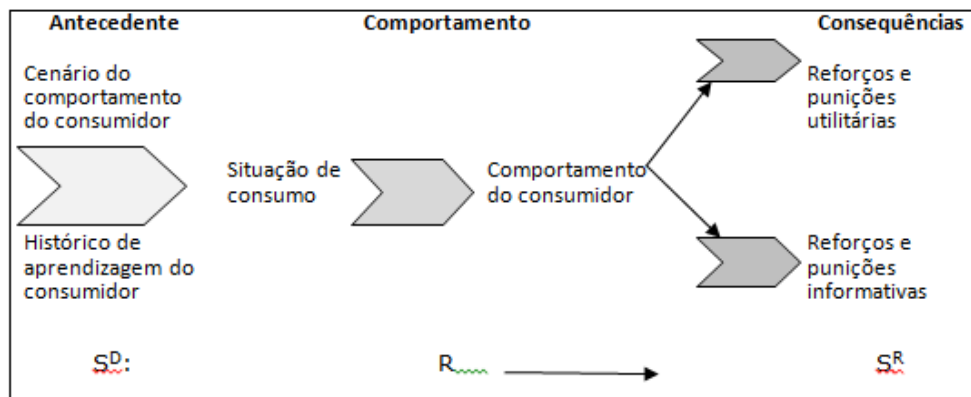 Antecedente
Comportamento
Consequências
Cenário do
comportamento
do consumidor
Histórico de
aprendizagem do
consumidor
Situação de
consumo
Comportamento
do consumidor
Reforços e
punições
utilitárias
Reforços e
punições
informativas
Sᴰ:
R
Sᴿ